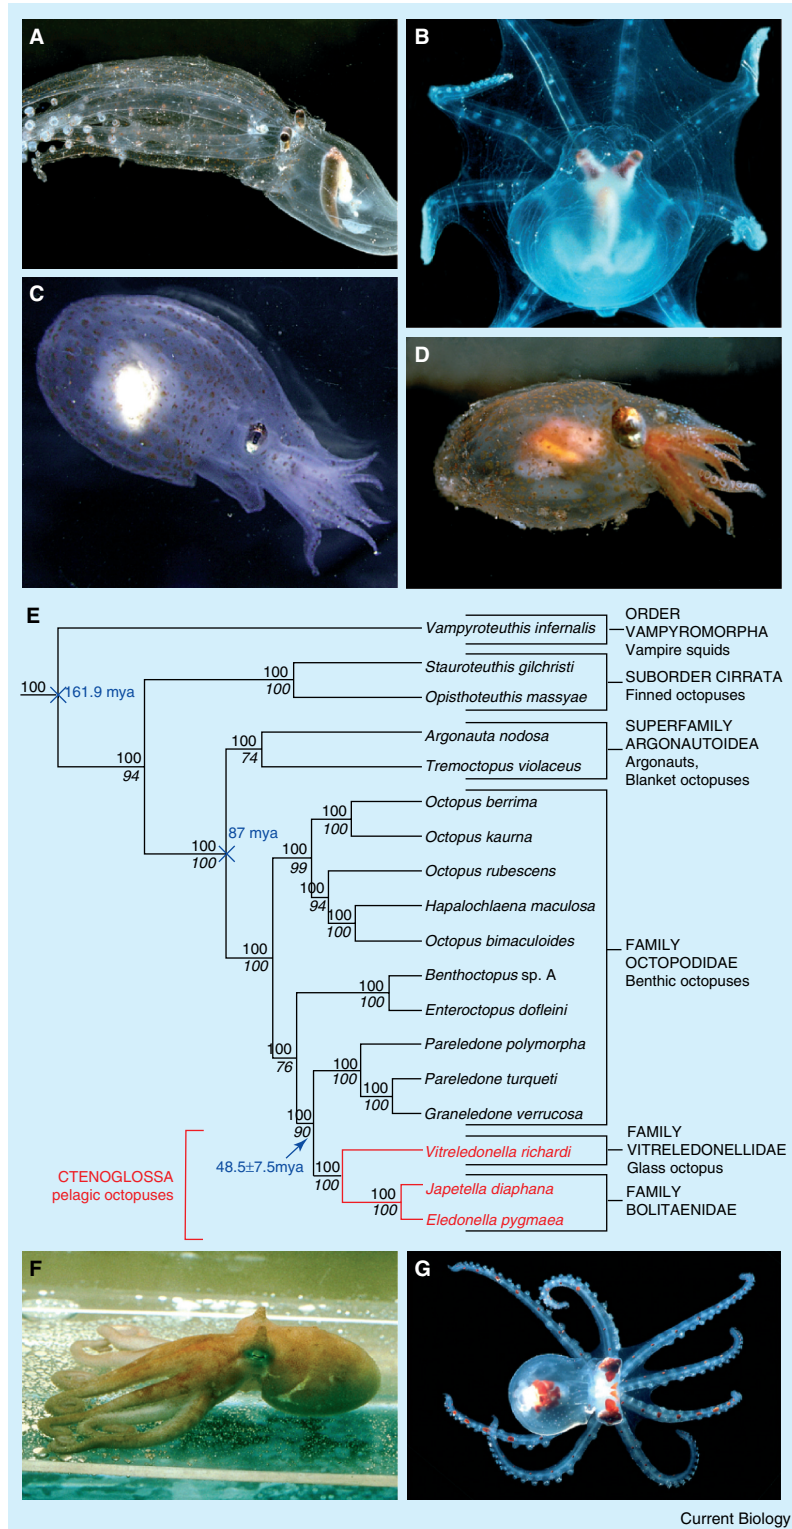 A
B
C
D
E
100
161.9 mya
Vampyroteuthis infernalis
ORDER
VAMPYROMORPHA
Vampire squids
100
100
Stauroteuthis gilchristi
Opisthoteuthis massyae
SUBORDER CIRRATA
Finned octopuses
100
94
100
74
Argonauta nodosa
Tremoctopus violaceus
SUPERFAMILY
ARGONAUTOIDEA
Argonauts,
Blanket octopuses
100
100
87 mya
100
100
Octopus berrima
Octopus kaurna
100
99
100
94
Octopus rubescens
100
100
Hapalochlaena maculosa
Octopus bimaculoides
100
100
FAMILY
OCTOPODIDAE
Benthic octopuses
100
100
Benthoctopus sp. A
Enteroctopus dofleini
100
76
100
100
Pareledone polymorpha
100
100
Pareledone turqueti
Graneledone verrucosa
100
90
48.5±7.5mya
CTENOGLOSSA
pelagic octopuses
100
100
Vitreledonella richardi
FAMILY
VITRELEDONELLIDAE
Glass octopus
100
100
Japetella diaphana
Eledonella pygmaea
FAMILY
BOLITAENIDAE
F
G
Current Biology